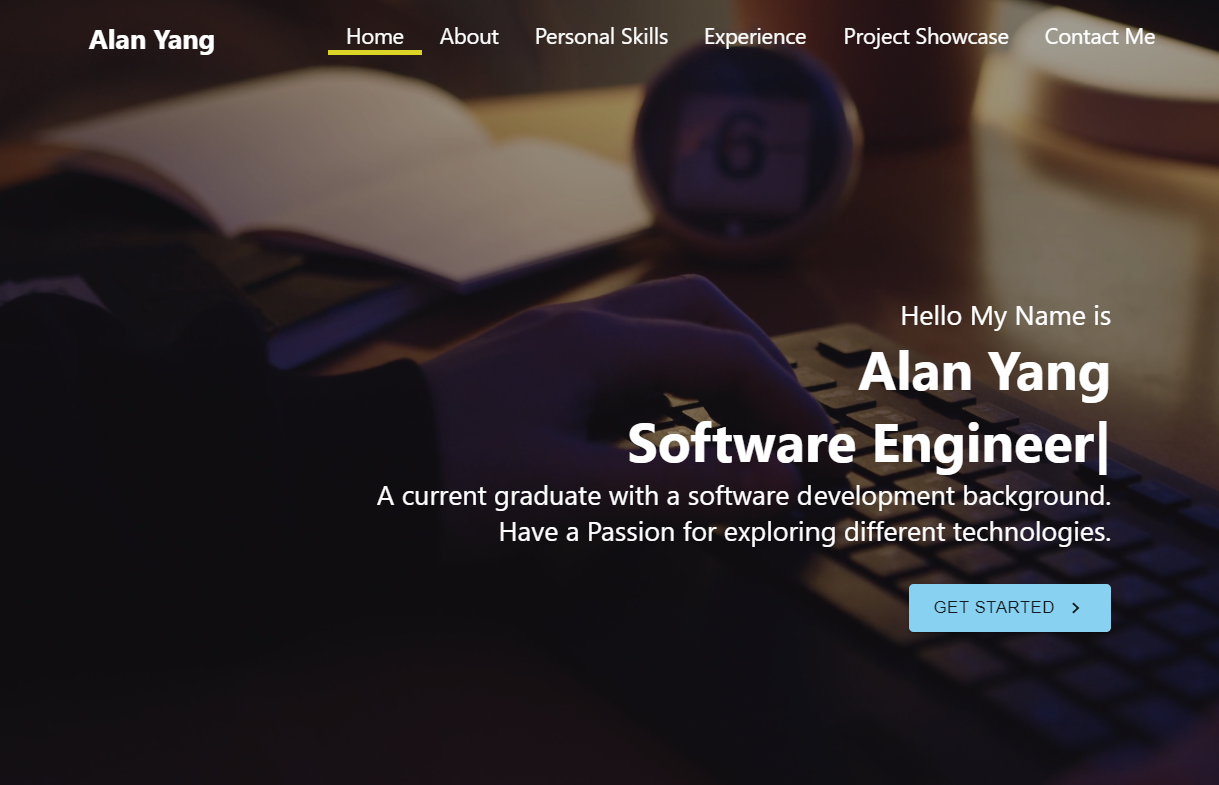 Alan Yang
Home About Personal Skills Experience Project Showcase Contact Me
6
Hello My Name is
Alan Yang
Software Engineer|
A current graduate with a software development background.
Have a Passion for exploring different technologies.
GET STARTED